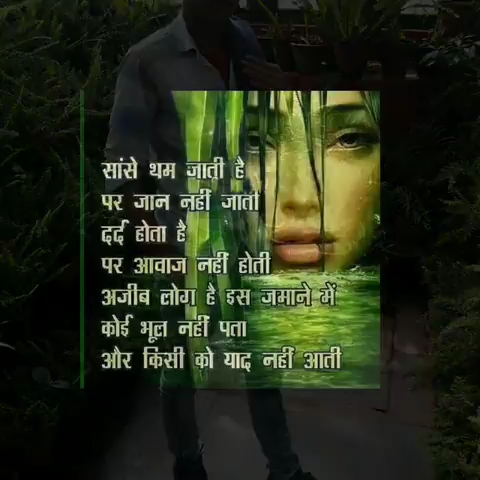 सांसे थम जाती है
पर जान नहीं जाती
दर्द होता है
पर आवाज नहीं होती
अजीब लोग है इस जमाने में
कोई भूल नहीं पता
और किसी को याद नहीं आती